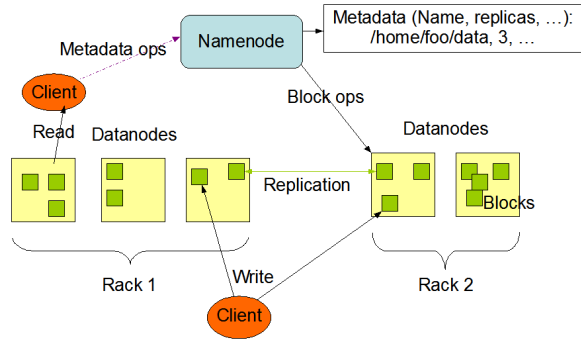 Metadata (Name, replicas, …):
/home/foo/data, 3, …
Namenode
Metadata ops
Client
Block ops
Read
Datanodes
Datanodes
Replication
Blocks
Rack 1
Write
Rack 2
Client